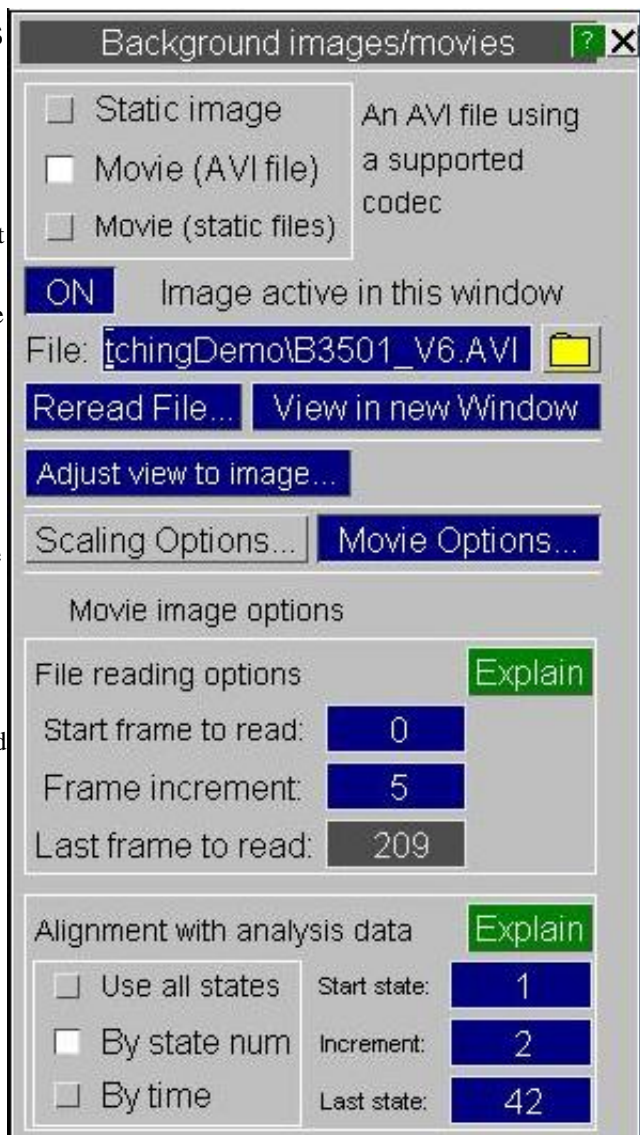 Background images/movies ? X
Static image
Movie (AVI file)
Movie (static files)
An AVI file using
a supported
codec
ON Image active in this window
File: tchingDemo\B3501_V6.AVI
Reread File... View in new Window
Adjust view to image...
Scaling Options... Movie Options...
Movie image options
File reading options Explain
Start frame to read: 0
Frame increment: 5
Last frame to read: 209
Alignment with analysis data Explain
Use all states Start state: 1
By state num Increment: 2
By time Last state: 42